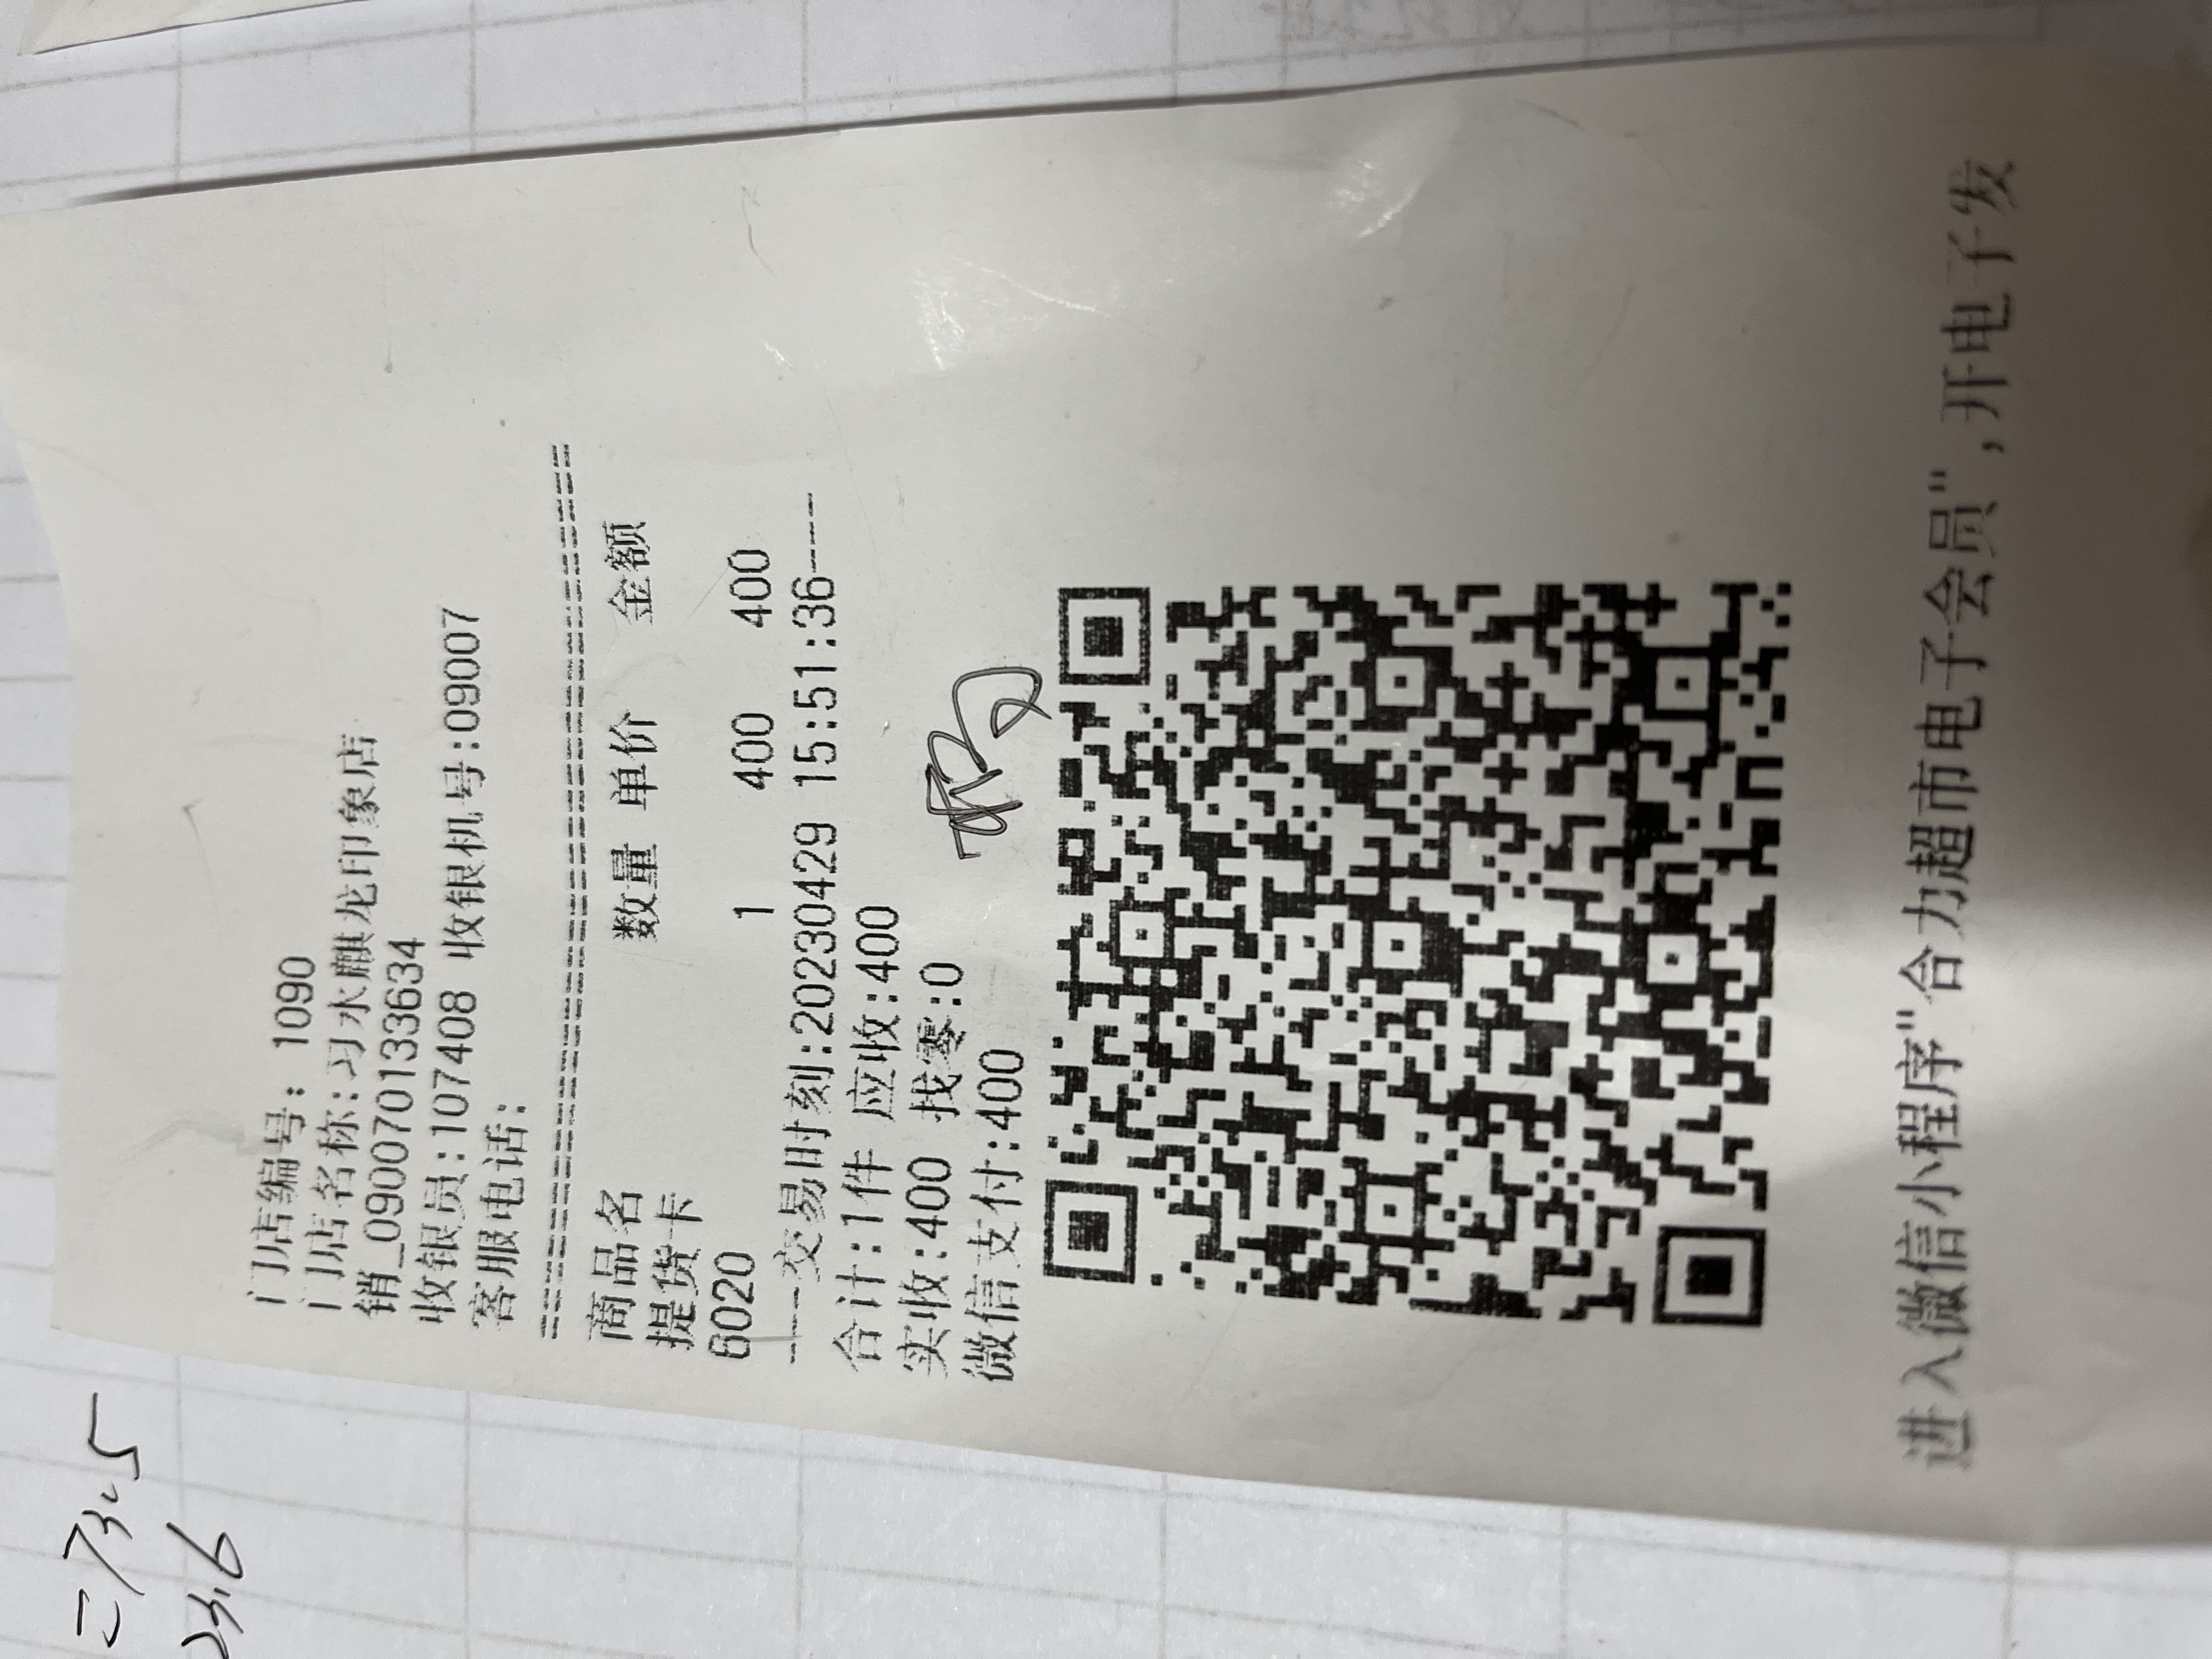 门店编号: 1090
门店名称:习水麒龙印象店
销_090070133634
收银员:107408 收银机号:09007
客服电话:
================================
商品名 数量 单价 金额
提货卡
6020 1 400 400
----交易时刻:20230429 15:51:36----
合计:1件 应收:400
实收:400 找零:0
微信支付:400
进入微信小程序"合力超市电子会员",开电子发